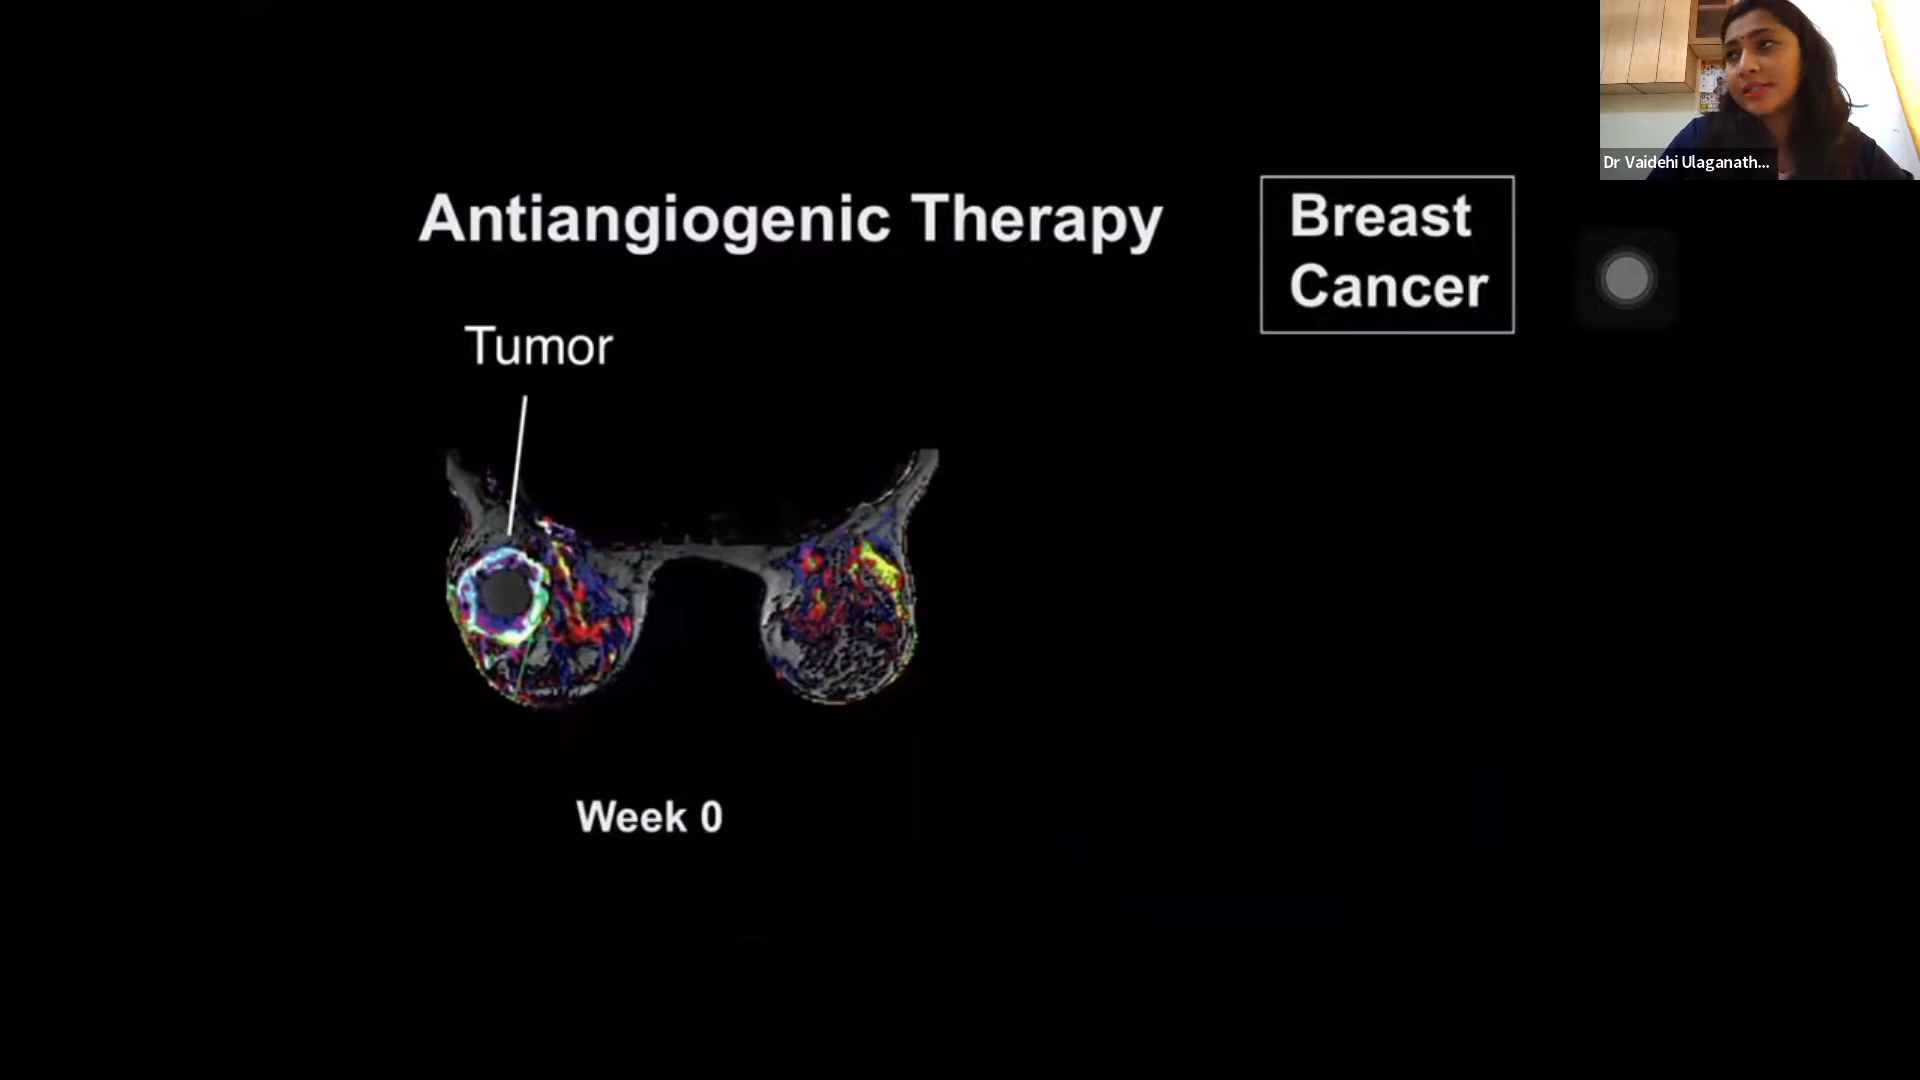 Antiangiogenic Therapy
Breast
Cancer
Tumor
Week 0
Dr Vaidehi Ulaganath...